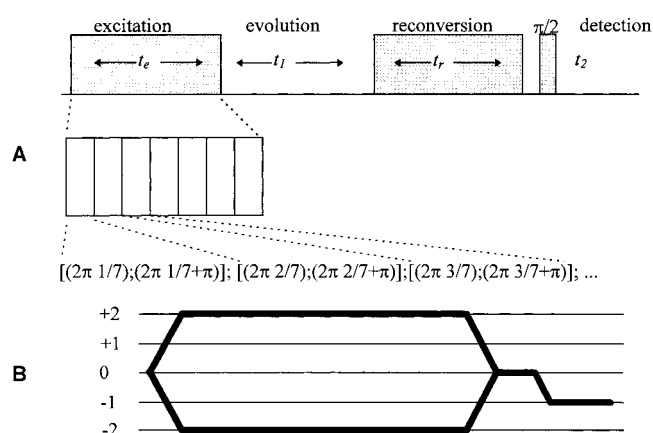 excitation evolution reconversion π/2 detection
t_e t_1 t_r t_2
A
[(2π 1/7);(2π 1/7+π)]; [(2π 2/7);(2π 2/7+π)];[(2π 3/7);(2π 3/7+π)]; ...
+2
+1
0
B
-1
-2